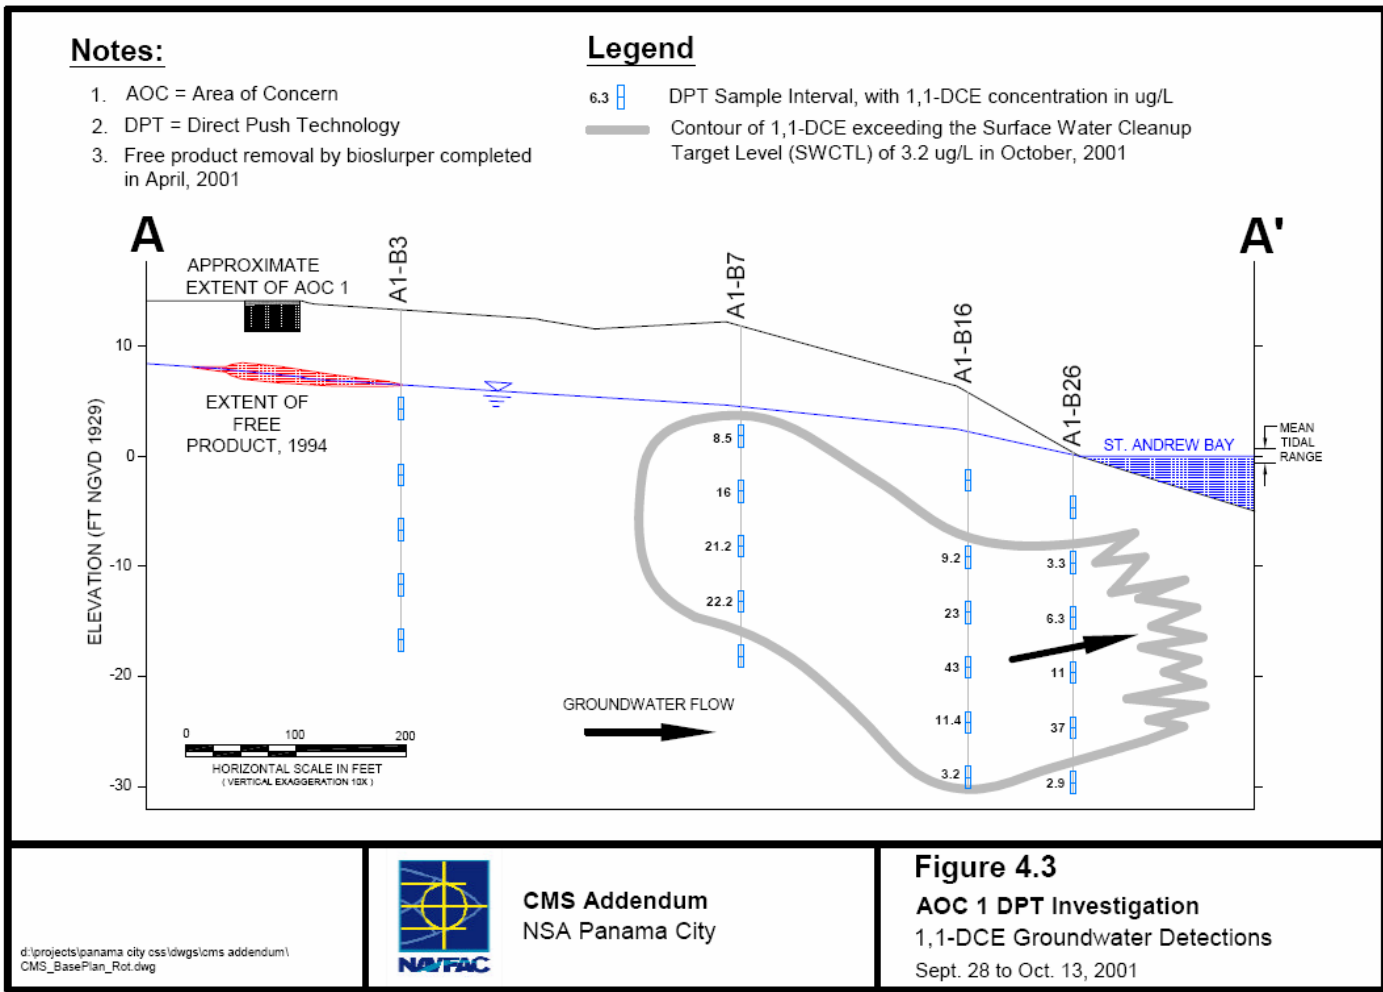 Notes:
1. AOC = Area of Concern
2. DPT = Direct Push Technology
3. Free product removal by bioslurper completed
in April, 2001
Legend
6.3 DPT Sample Interval, with 1,1-DCE concentration in ug/L
Contour of 1,1-DCE exceeding the Surface Water Cleanup
Target Level (SWCTL) of 3.2 ug/L in October, 2001
A
A'
APPROXIMATE
EXTENT OF AOC 1
A1-B3
A1-B7
A1-B16
A1-B26
10
0
-10
-20
-30
ELEVATION (FT NGVD 1929)
EXTENT OF
FREE
PRODUCT, 1994
ST. ANDREW BAY
MEAN
TIDAL
RANGE
8.5
16
21.2
22.2
9.2
23
43
11.4
3.2
3.3
6.3
11
37
2.9
GROUNDWATER FLOW
0 100 200
HORIZONTAL SCALE IN FEET
( VERTICAL EXAGGERATION 10X )
d:\projects\panama city css\dwgs\cms addendum\
CMS_BasePlan_Rot.dwg
NAVFAC
CMS Addendum
NSA Panama City
Figure 4.3
AOC 1 DPT Investigation
1,1-DCE Groundwater Detections
Sept. 28 to Oct. 13, 2001